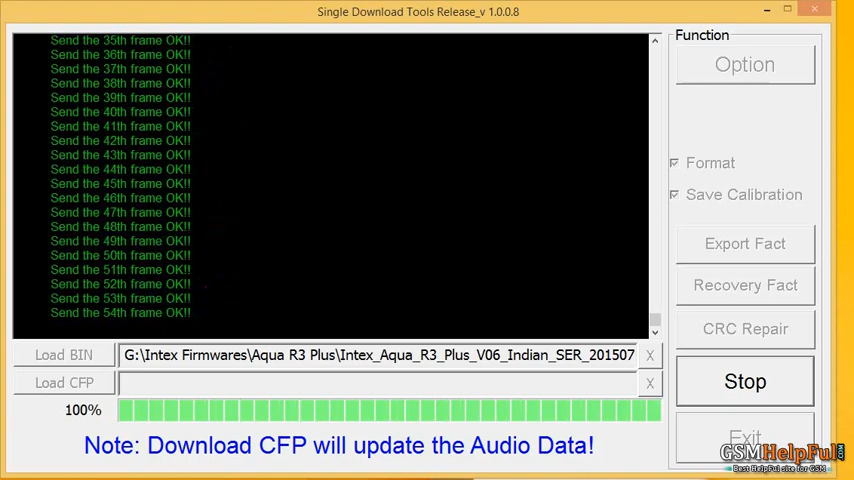 Single Download Tools Release_v 1.0.0.8
Send the 35th frame OK!!
Send the 36th frame OK!!
Send the 37th frame OK!!
Send the 38th frame OK!!
Send the 39th frame OK!!
Send the 40th frame OK!!
Send the 41th frame OK!!
Send the 42th frame OK!!
Send the 43th frame OK!!
Send the 44th frame OK!!
Send the 45th frame OK!!
Send the 46th frame OK!!
Send the 47th frame OK!!
Send the 48th frame OK!!
Send the 49th frame OK!!
Send the 50th frame OK!!
Send the 51th frame OK!!
Send the 52th frame OK!!
Send the 53th frame OK!!
Send the 54th frame OK!!
Function
Option
Format
Save Calibration
Export Fact
Recovery Fact
CRC Repair
Stop
Exit
Load BIN G:\Intex Firmwares\Aqua R3 Plus\Intex_Aqua_R3_Plus_V06_Indian_SER_201507 X
Load CFP X
100%
Note: Download CFP will update the Audio Data!
GSMHelpFul.COM
Best HelpFul site for GSM